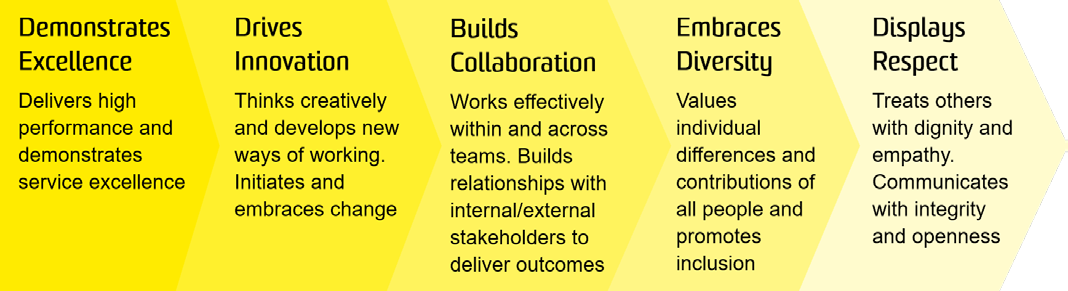 Demonstrates
Excellence
Delivers high
performance and
demonstrates
service excellence
Drives
Innovation
Thinks creatively
and develops new
ways of working.
Initiates and
embraces change
Builds
Collaboration
Works effectively
within and across
teams. Builds
relationships with
internal/external
stakeholders to
deliver outcomes
Embraces
Diversity
Values
individual
differences and
contributions of
all people and
promotes
inclusion
Displays
Respect
Treats others
with dignity and
empathy.
Communicates
with integrity
and openness